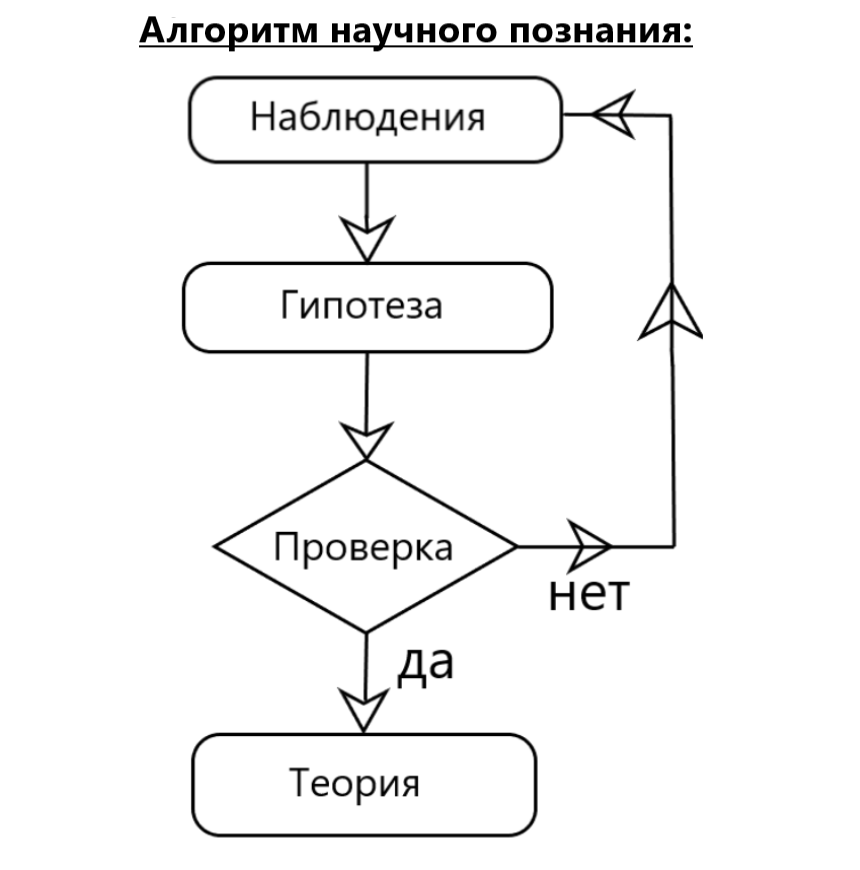 Алгоритм научного познания:
Наблюдения
Гипотеза
Проверка
нет
да
Теория